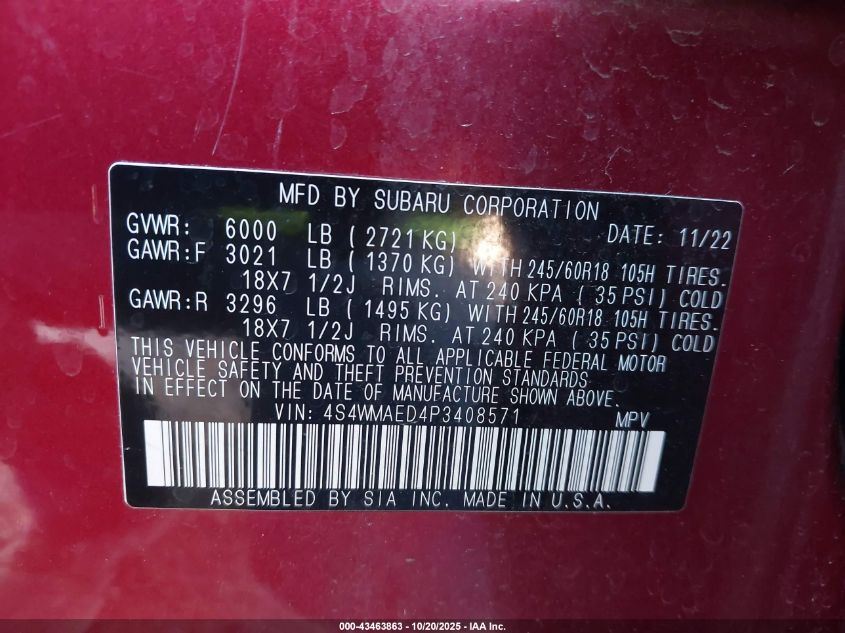 MFD BY SUBARU CORPORATION
GVWR: 6000 LB ( 2721 KG) DATE: 11/22
GAWR:F 3021 LB ( 1370 KG) WITH 245/60R18 105H TIRES.
18X7 1/2J RIMS. AT 240 KPA ( 35 PSI) COLD
GAWR:R 3296 LB ( 1495 KG) WITH 245/60R18 105H TIRES.
18X7 1/2J RIMS. AT 240 KPA ( 35 PSI) COLD
THIS VEHICLE CONFORMS TO ALL APPLICABLE FEDERAL MOTOR
VEHICLE SAFETY AND THEFT PREVENTION STANDARDS
IN EFFECT ON THE DATE OF MANUFACTURE SHOWN ABOVE.
VIN: 4S4WMAED4P3408571 MPV
ASSEMBLED BY SIA INC. MADE IN U.S.A.
000-43463863 - 10/20/2025 - IAA Inc.